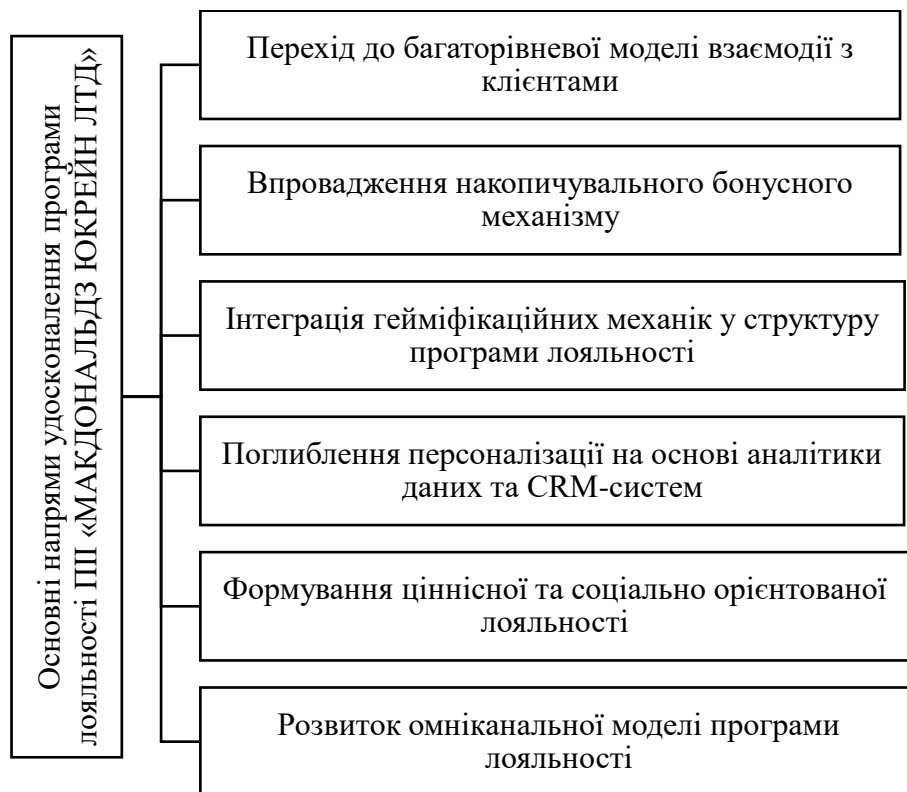 Основні напрями удосконалення програми
лояльності ПІІ «МАКДОНАЛЬДЗ ЮКРЕЙН ЛТД»
Перехід до багаторівневої моделі взаємодії з
клієнтами
Впровадження накопичувального бонусного
механізму
Інтеграція гейміфікаційних механік у структуру
програми лояльності
Поглиблення персоналізації на основі аналітики
даних та CRM-систем
Формування ціннісної та соціально орієнтованої
лояльності
Розвиток омніканальної моделі програми
лояльності